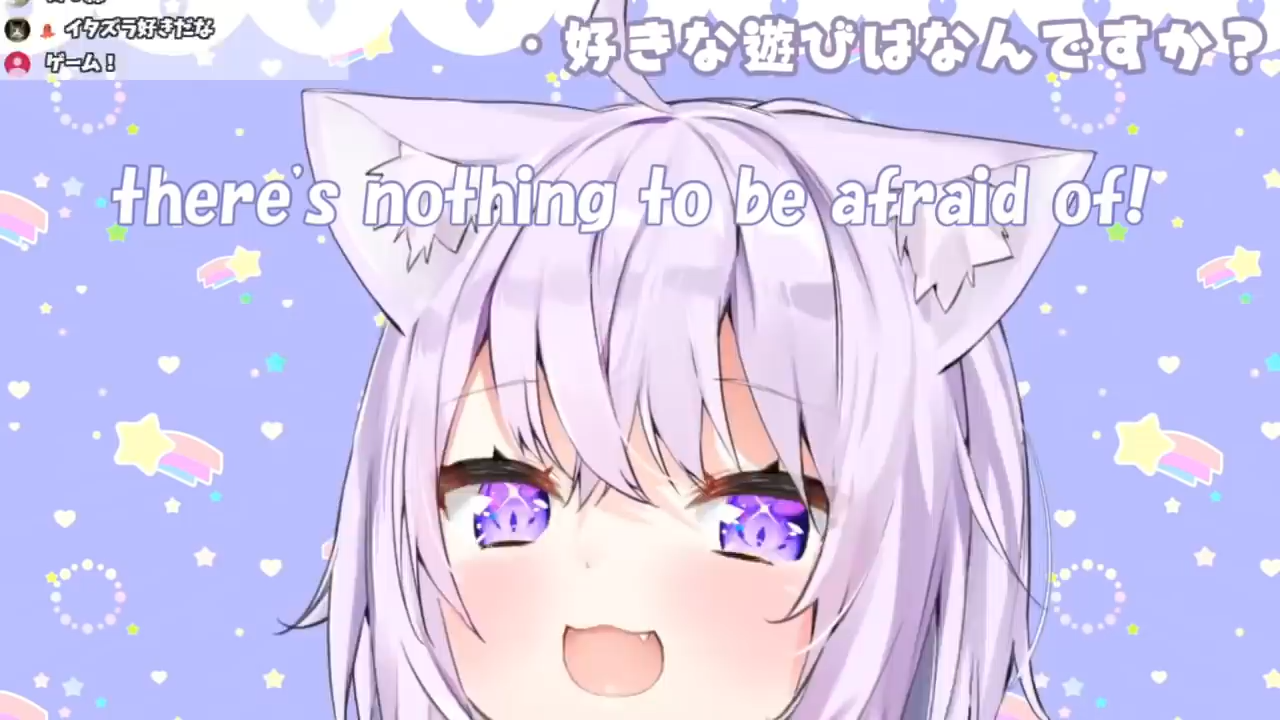 イタズラ好きだな
ゲーム！
・好きな遊びはなんですか？
there's nothing to be afraid of!